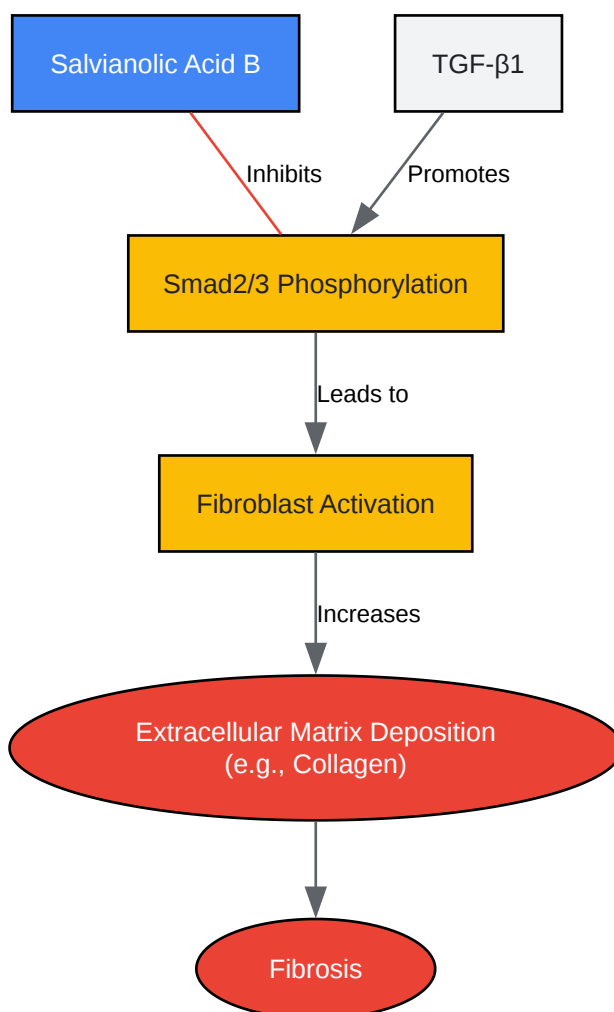 Salvianolic Acid B
TGF-β1
Inhibits
Promotes
Smad2/3 Phosphorylation
Leads to
Fibroblast Activation
Increases
Extracellular Matrix Deposition
(e.g., Collagen)
Fibrosis